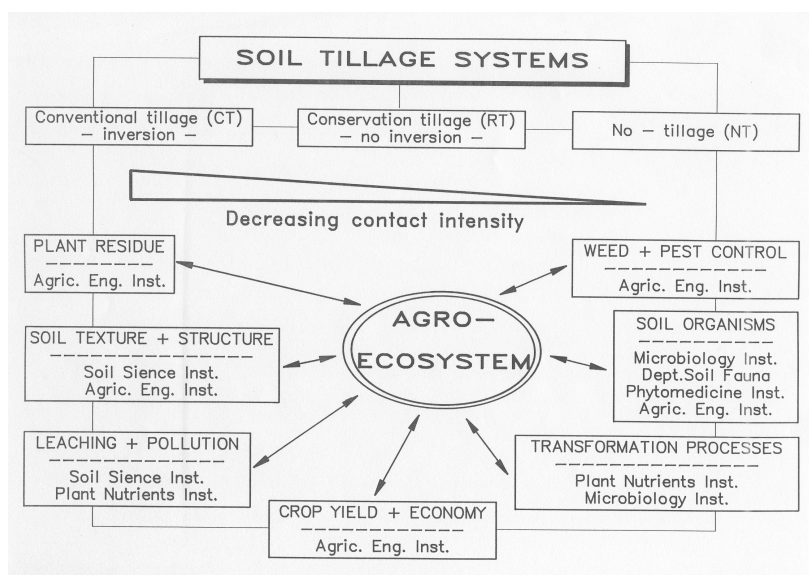 SOIL TILLAGE SYSTEMS
Conventional tillage (CT)
– inversion –
Conservation tillage (RT)
– no inversion –
No – tillage (NT)
Decreasing contact intensity
PLANT RESIDUE
Agric. Eng. Inst.
WEED + PEST CONTROL
Agric. Eng. Inst.
AGRO–
ECOSYSTEM
SOIL TEXTURE + STRUCTURE
Soil Sience Inst.
Agric. Eng. Inst.
SOIL ORGANISMS
Microbiology Inst.
Dept.Soil Fauna
Phytomedicine Inst.
Agric. Eng. Inst.
LEACHING + POLLUTION
Soil Sience Inst.
Plant Nutrients Inst.
TRANSFORMATION PROCESSES
Plant Nutrients Inst.
Microbiology Inst.
CROP YIELD + ECONOMY
Agric. Eng. Inst.